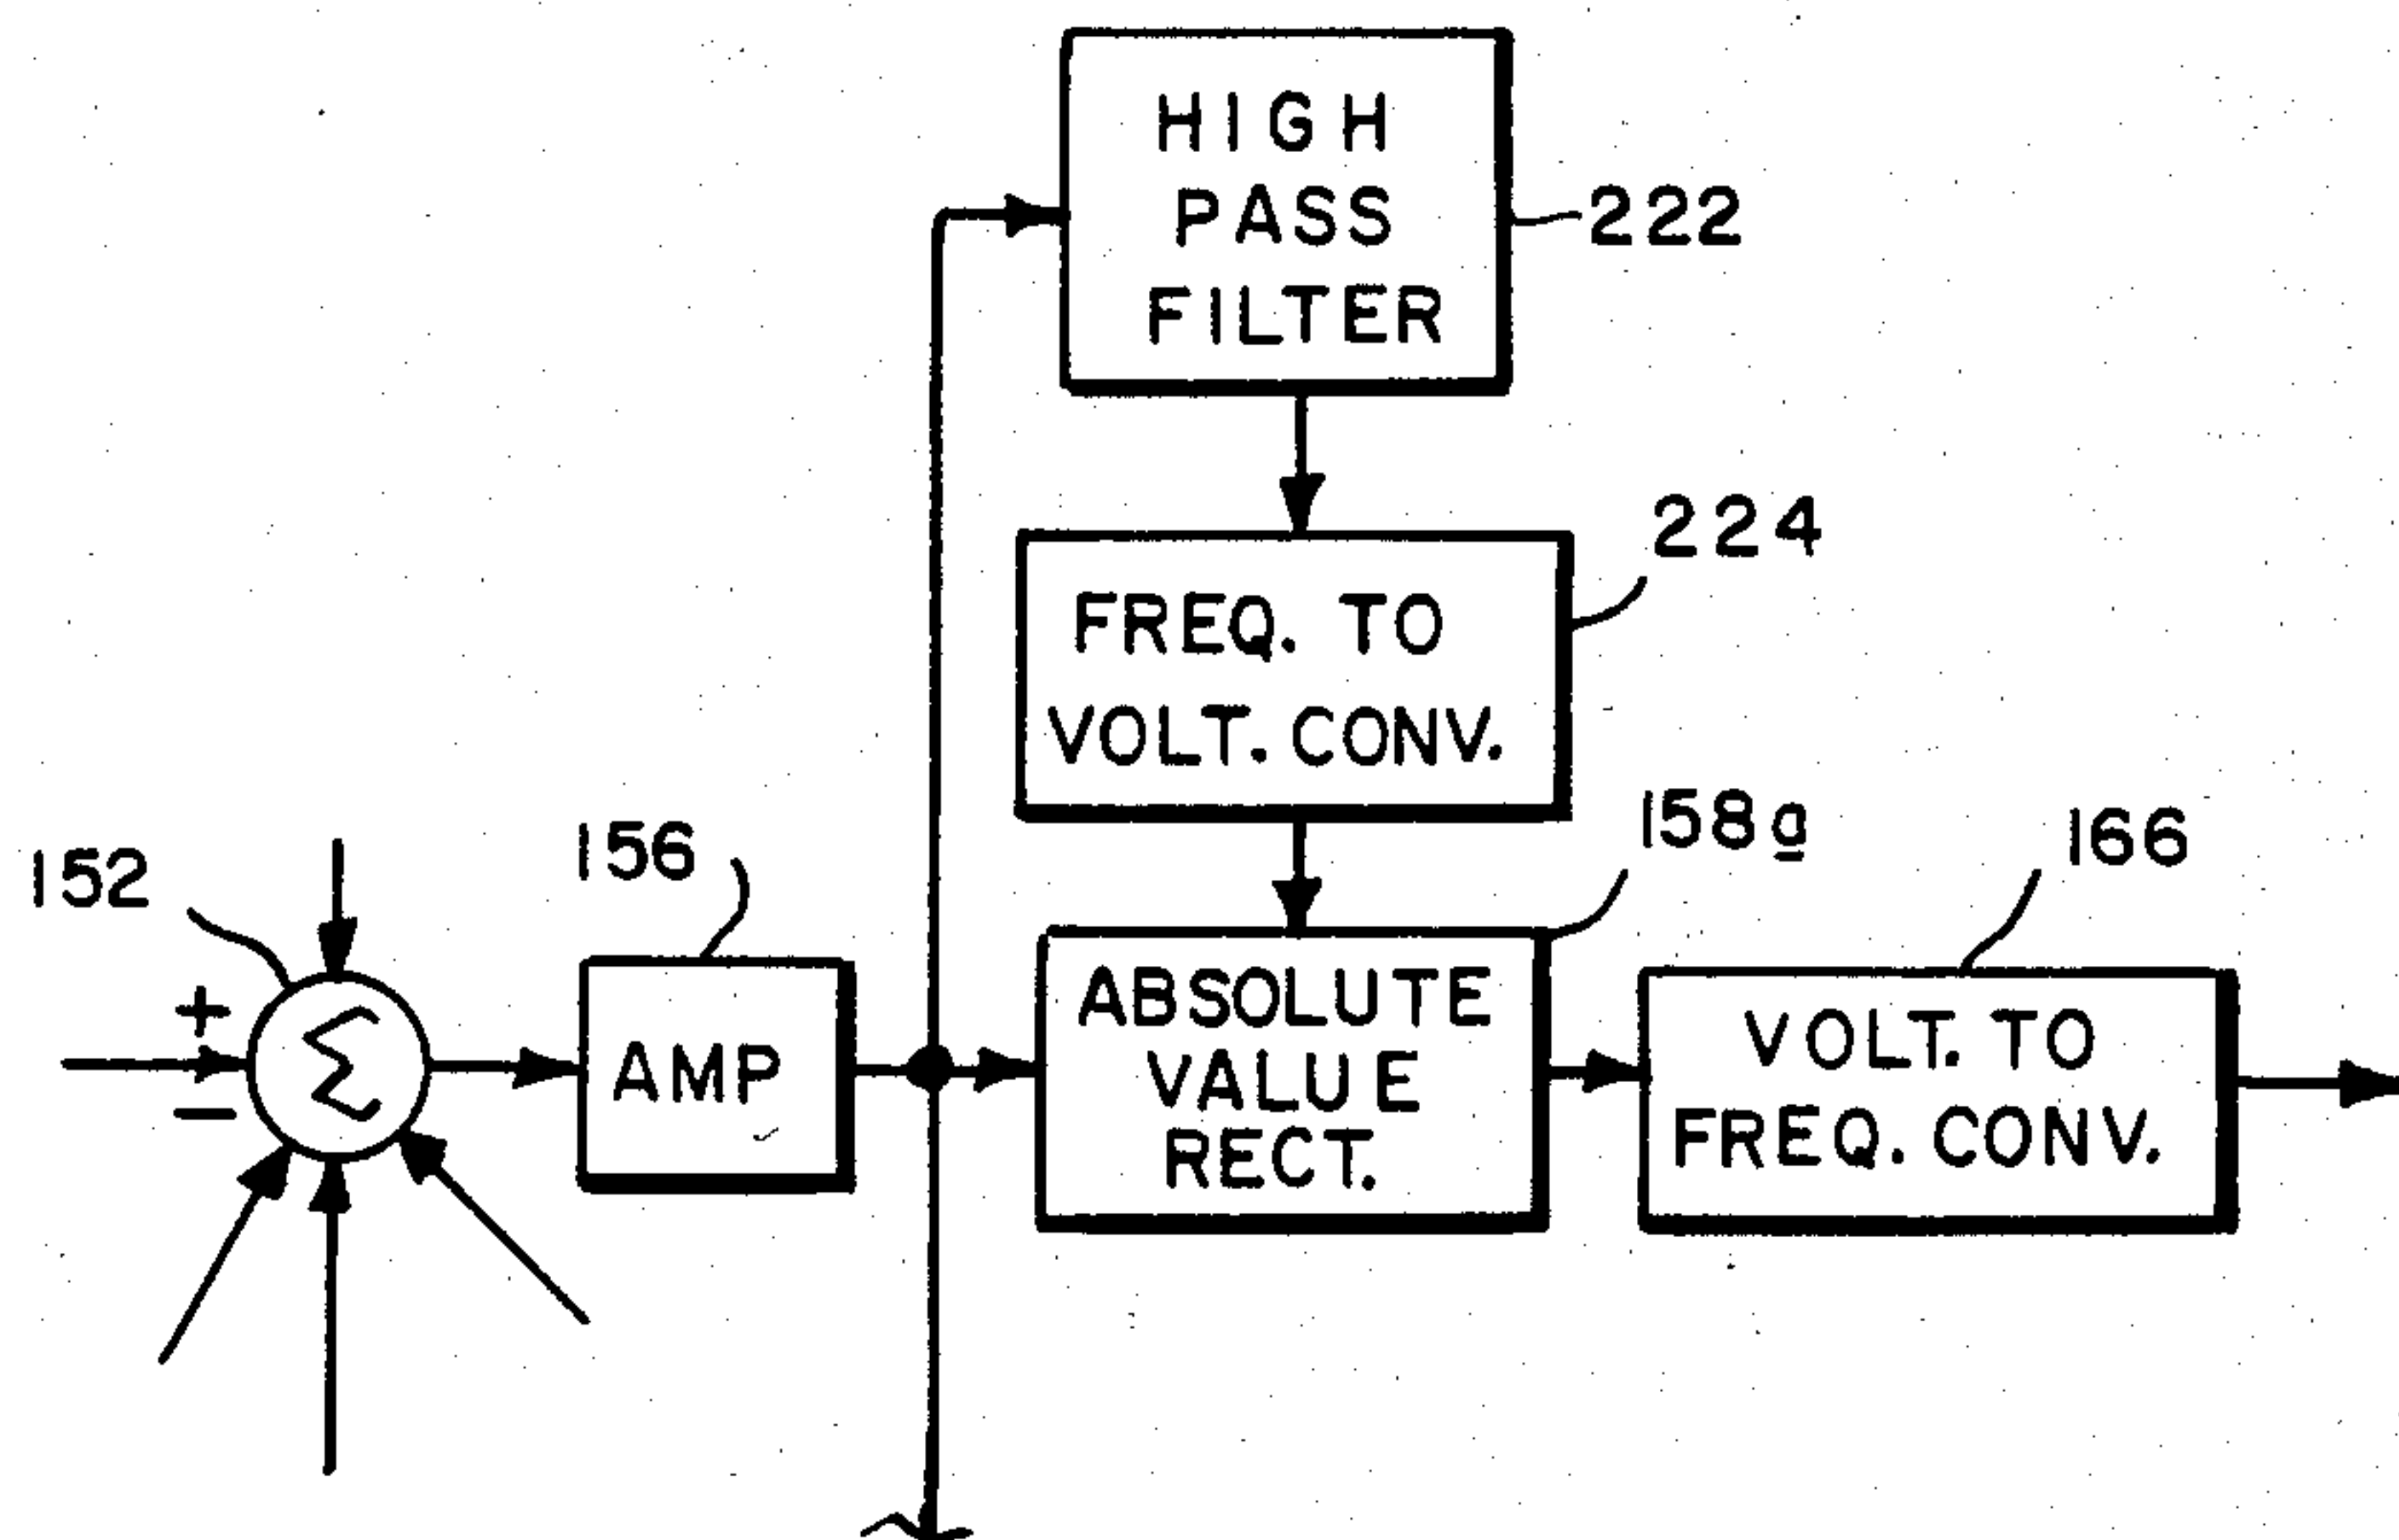 HIGH
PASS
FILTER
222
224
FREQ. TO
VOLT. CONV.
152
156
158a
166
+
Σ
−
AMP
ABSOLUTE
VALUE
RECT.
VOLT. TO
FREQ. CONV.